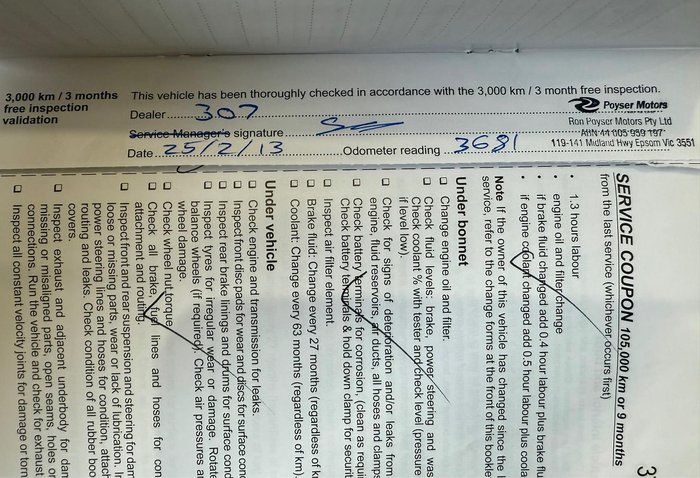 3,000 km / 3 months
free inspection
validation
This vehicle has been thoroughly checked in accordance with the 3,000 km / 3 month free inspection.
Dealer 307
Service Manager's signature
Date 25/2/13 Odometer reading 3681
Poyser Motors
Ron Poyser Motors Pty Ltd
ABN 44 005 959 197
119-141 Midland Hwy Epsom Vic 3551
SERVICE COUPON 105,000 km or 9 months
from the last service (whichever occurs first)
• 1.3 hours labour
• engine oil and filter change
• if brake fluid changed add 0.4 hour labour plus brake flu
• if engine coolant changed add 0.5 hour labour plus coola
Note If the owner of this vehicle has changed since the l
service, refer to the change forms at the front of this bookle
Under bonnet
Change engine oil and filter.
Check fluid levels: brake, power steering and was
Check coolant % with tester and check level (pressure
if level low).
Check for signs of deterioration and/or leaks from
engine, fluid reservoirs, air ducts, all hoses and clamps
Check battery terminals for corrosion, (clean as requi
Check battery terminals & hold down clamp for securit
Inspect air filter element.
Brake fluid: Change every 27 months (regardless of k
Coolant: Change every 63 months (regardless of km).
Under vehicle
Check engine and transmission for leaks.
Inspect front disc pads for wear and discs for surface con
Inspect rear brake linings and drums for surface cond
Inspect tyres for irregular wear or damage. Rotate
balance wheels (if required). Check air pressures a
wheel damage.
Check wheel nut torque.
Check all brake, fuel lines and hoses for con
attachment and routing.
Inspect front and rear suspension and steering for dam
loose or missing parts, wear or lack of lubrication. In
power steering lines and hoses for condition, attach
routing and leaks. Check condition of all rubber boo
covers.
Inspect exhaust and adjacent underbody for dam
missing or misaligned parts, open seams, holes or
connections. Run the vehicle and check for exhaust
Inspect all constant velocity joints for damage or torn